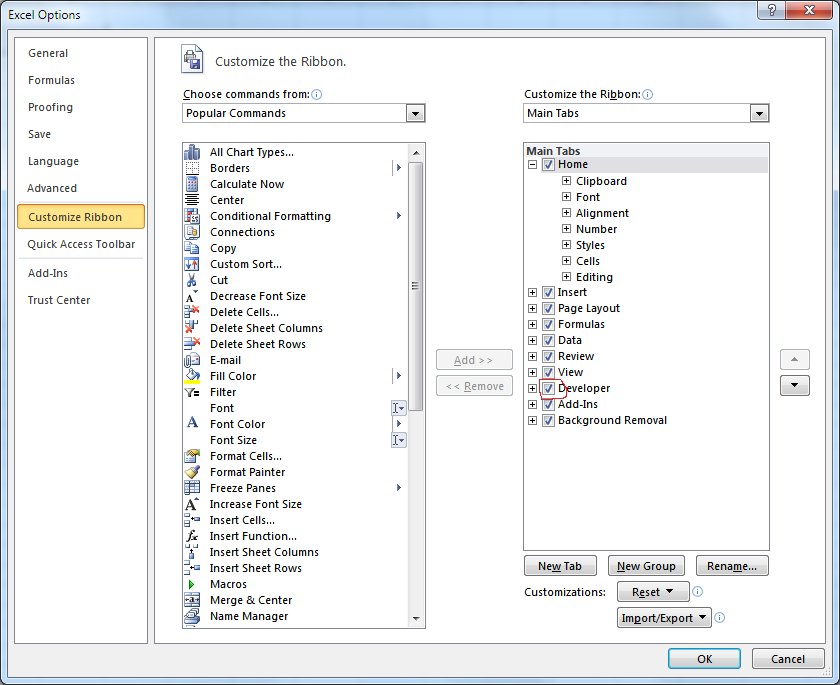 Excel Options
General
Formulas
Proofing
Save
Language
Advanced
Customize Ribbon
Quick Access Toolbar
Add-Ins
Trust Center
Customize the Ribbon.
Choose commands from:
Popular Commands
All Chart Types...
Borders
Calculate Now
Center
Conditional Formatting
Connections
Copy
Custom Sort...
Cut
Decrease Font Size
Delete Cells...
Delete Sheet Columns
Delete Sheet Rows
E-mail
Fill Color
Filter
Font
Font Color
Font Size
Format Cells...
Format Painter
Freeze Panes
Increase Font Size
Insert Cells...
Insert Function...
Insert Sheet Columns
Insert Sheet Rows
Macros
Merge & Center
Name Manager
Add >>
<< Remove
Customize the Ribbon:
Main Tabs
Main Tabs
Home
Clipboard
Font
Alignment
Number
Styles
Cells
Editing
Insert
Page Layout
Formulas
Data
Review
View
Developer
Add-Ins
Background Removal
New Tab
New Group
Rename...
Customizations:
Reset
Import/Export
OK
Cancel